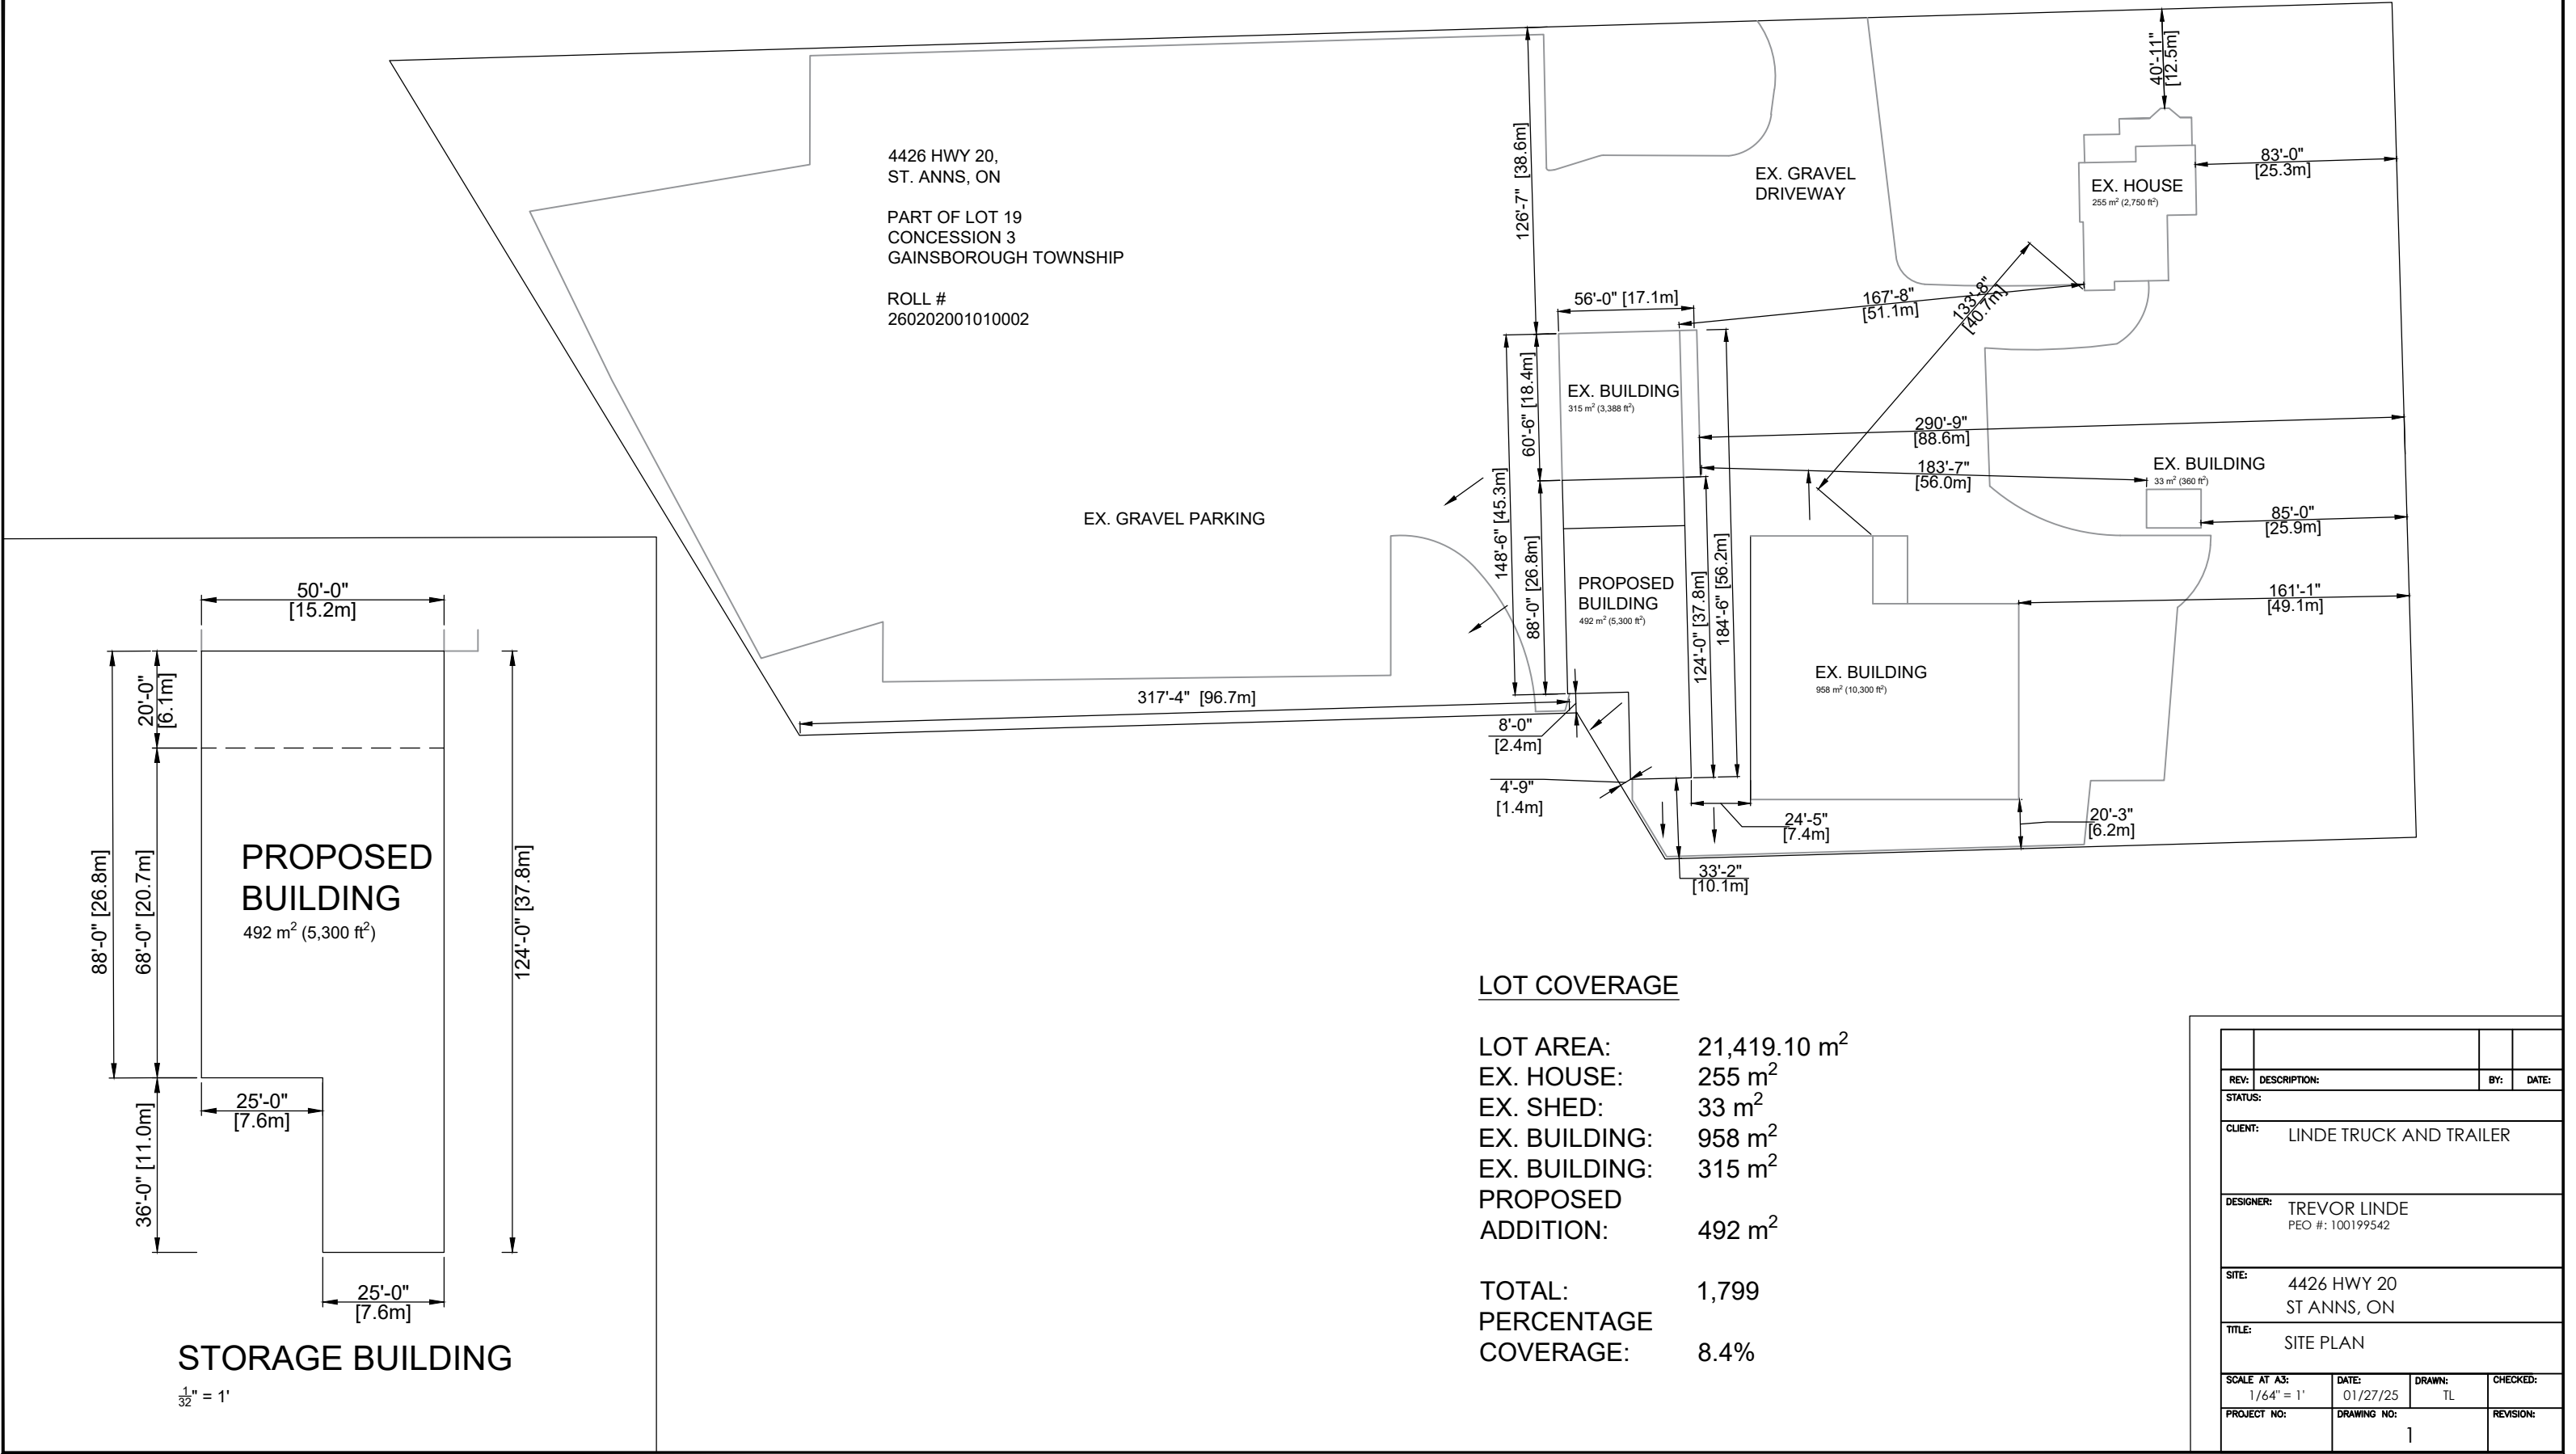 4426 HWY 20,
ST. ANNS, ON
PART OF LOT 19
CONCESSION 3
GAINSBOROUGH TOWNSHIP
ROLL #
260202001010002
EX. GRAVEL PARKING
EX. GRAVEL
DRIVEWAY
126'-7" [38.6m]
40'-11"
[12.5m]
EX. HOUSE
255 m² (2,750 ft²)
83'-0"
[25.3m]
56'-0" [17.1m]
167'-8"
[51.1m]
133'-8"
[40.7m]
EX. BUILDING
315 m² (3,388 ft²)
60'-6" [18.4m]
148'-6" [45.3m]
88'-0" [26.8m]
290'-9"
[88.6m]
183'-7"
[56.0m]
EX. BUILDING
33 m² (360 ft²)
85'-0"
[25.9m]
PROPOSED
BUILDING
492 m² (5,300 ft²)
124'-0" [37.8m]
184'-6" [56.2m]
161'-1"
[49.1m]
EX. BUILDING
958 m² (10,300 ft²)
317'-4" [96.7m]
8'-0"
[2.4m]
4'-9"
[1.4m]
24'-5"
[7.4m]
20'-3"
[6.2m]
33'-2"
[10.1m]
50'-0"
[15.2m]
20'-0"
[6.1m]
88'-0" [26.8m]
68'-0" [20.7m]
PROPOSED
BUILDING
492 m² (5,300 ft²)
124'-0" [37.8m]
25'-0"
[7.6m]
36'-0" [11.0m]
25'-0"
[7.6m]
STORAGE BUILDING
1/32" = 1'
LOT COVERAGE
LOT AREA: 21,419.10 m²
EX. HOUSE: 255 m²
EX. SHED: 33 m²
EX. BUILDING: 958 m²
EX. BUILDING: 315 m²
PROPOSED
ADDITION: 492 m²
TOTAL: 1,799
PERCENTAGE
COVERAGE: 8.4%
REV: DESCRIPTION: BY: DATE:
STATUS:
CLIENT: LINDE TRUCK AND TRAILER
DESIGNER: TREVOR LINDE
PEO #: 100199542
SITE: 4426 HWY 20
ST ANNS, ON
TITLE: SITE PLAN
SCALE AT A3: DATE: DRAWN: CHECKED:
1/64" = 1' 01/27/25 TL
PROJECT NO: DRAWING NO: REVISION:
1